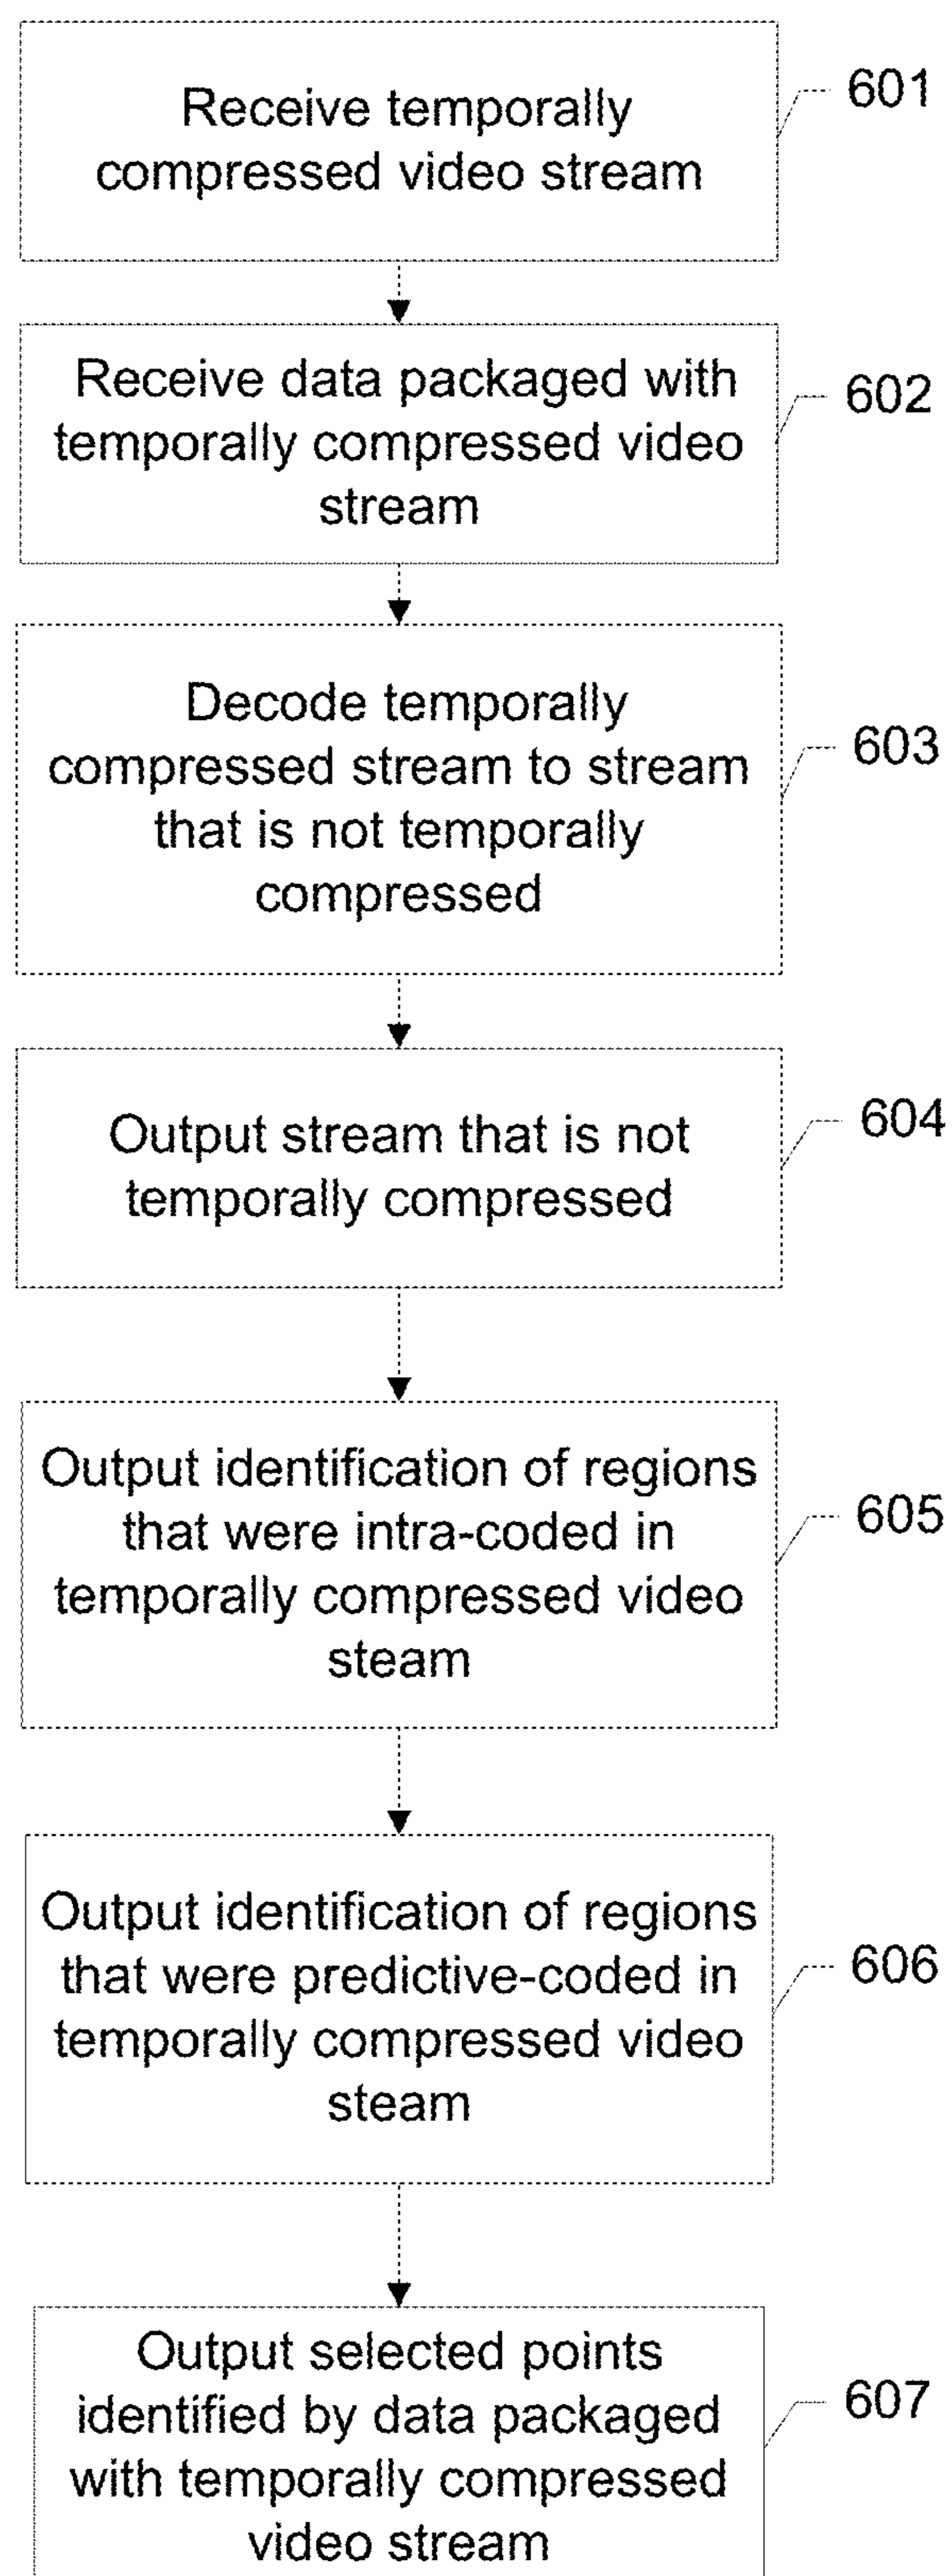 Receive temporally
compressed video stream
601
Receive data packaged with
temporally compressed video
stream
602
Decode temporally
compressed stream to stream
that is not temporally
compressed
603
Output stream that is not
temporally compressed
604
Output identification of regions
that were intra-coded in
temporally compressed video
steam
605
Output identification of regions
that were predictive-coded in
temporally compressed video
steam
606
Output selected points
identified by data packaged
with temporally compressed
video stream
607